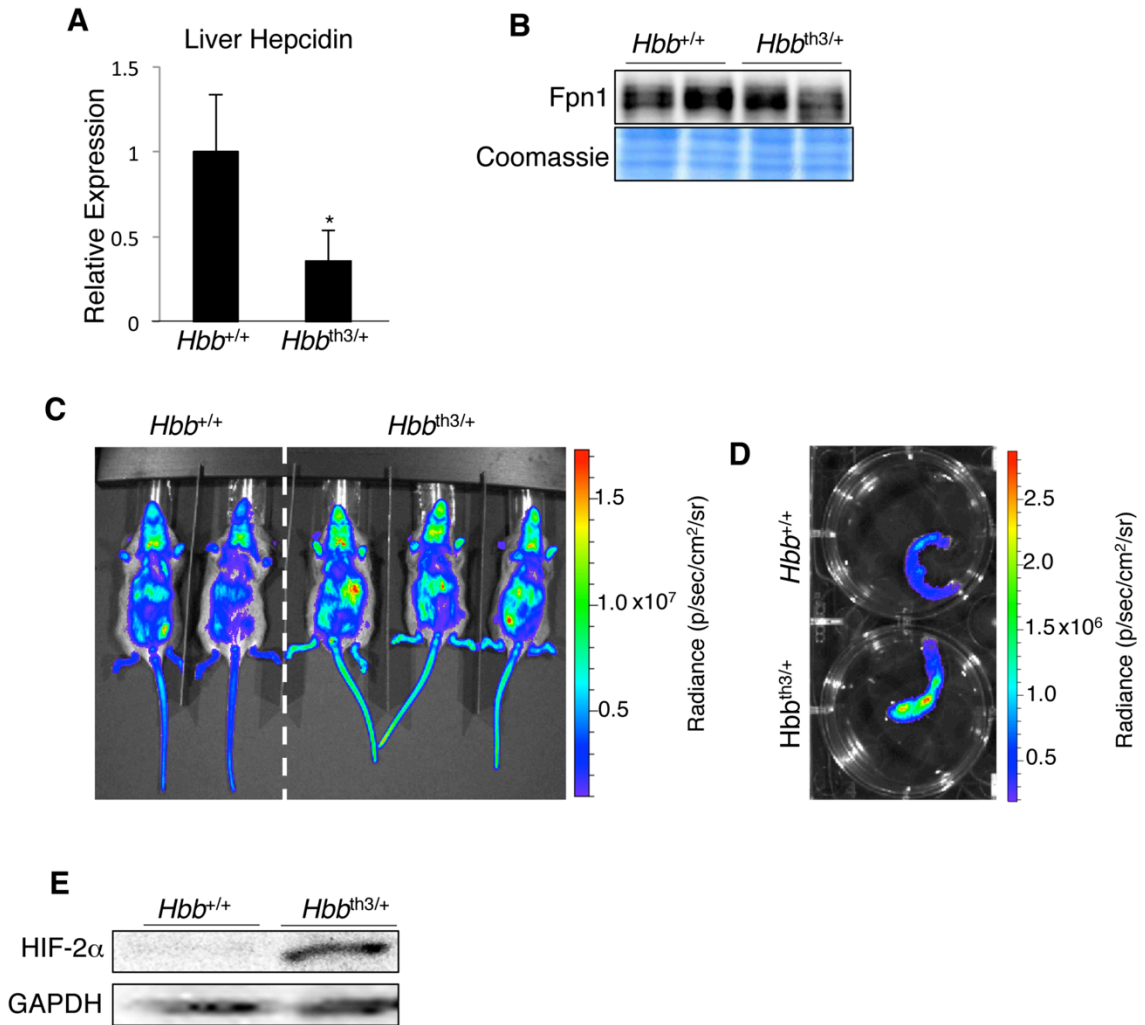 A
Liver Hepcidin
Relative Expression
1.5
1
0.5
0
Hbb+/+
Hbbth3/+
*
B
Hbb+/+
Hbbth3/+
Fpn1
Coomassie
C
Hbb+/+
Hbbth3/+
1.5
1.0 x10⁷
0.5
Radiance (p/sec/cm²/sr)
D
Hbb+/+
Hbbth3/+
2.5
2.0
1.5 x10⁶
1.0
0.5
Radiance (p/sec/cm²/sr)
E
Hbb+/+
Hbbth3/+
HIF-2α
GAPDH